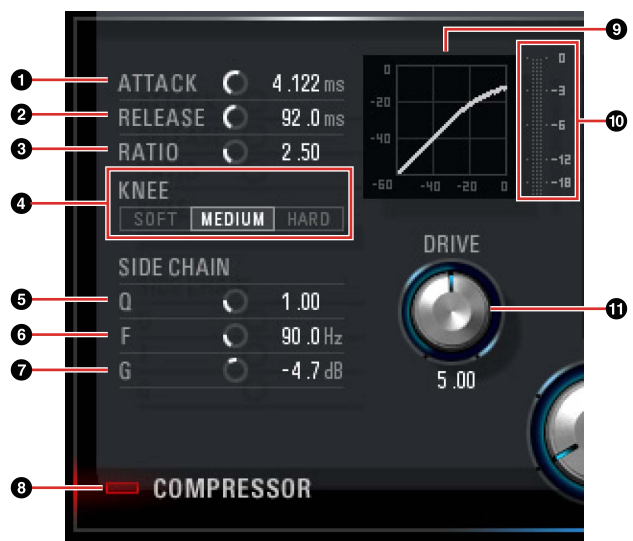 9
0
-3
-6
-12
-18
10
0
-20
-40
-60 -40 -20 0
1 ATTACK 4.122 ms
2 RELEASE 92.0 ms
3 RATIO 2.50
4 KNEE
SOFT MEDIUM HARD
DRIVE
11
5.00
SIDE CHAIN
5 Q 1.00
6 F 90.0 Hz
7 G -4.7 dB
8 COMPRESSOR